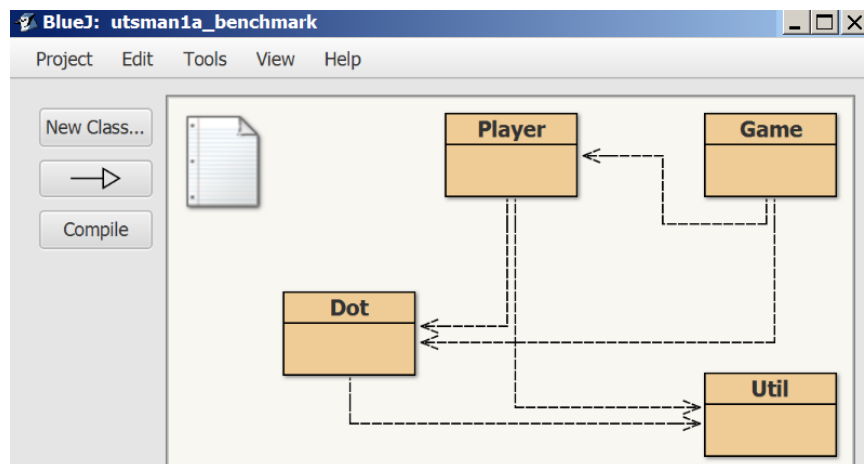 BlueJ: utsman1a_benchmark
Project Edit Tools View Help
New Class...
Compile
Player
Game
Dot
Util